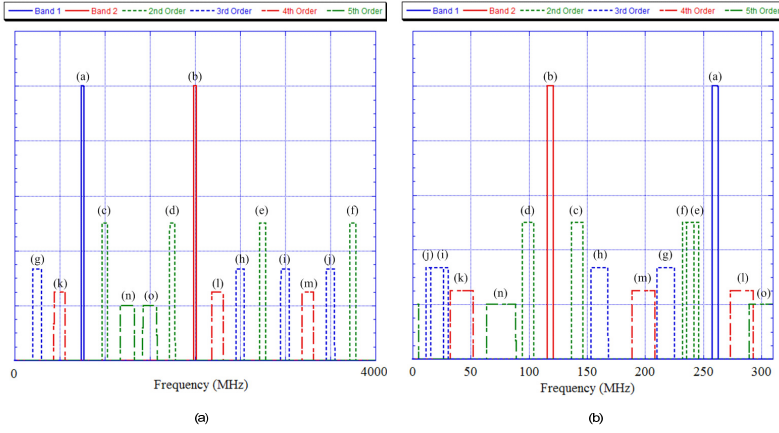 Band 1 Band 2 2nd Order 3rd Order 4th Order 5th Order
(a) (b)
(c) (d) (e) (f)
(g) (h) (i) (j)
(k) (l) (m)
(n) (o)
0 4000
Frequency (MHz)
(a)
Band 1 Band 2 2nd Order 3rd Order 4th Order 5th Order
(b) (a)
(d) (c) (f) (e)
(j) (i) (h) (g)
(k) (m) (l)
(n) (o)
0 50 100 150 200 250 300
Frequency (MHz)
(b)